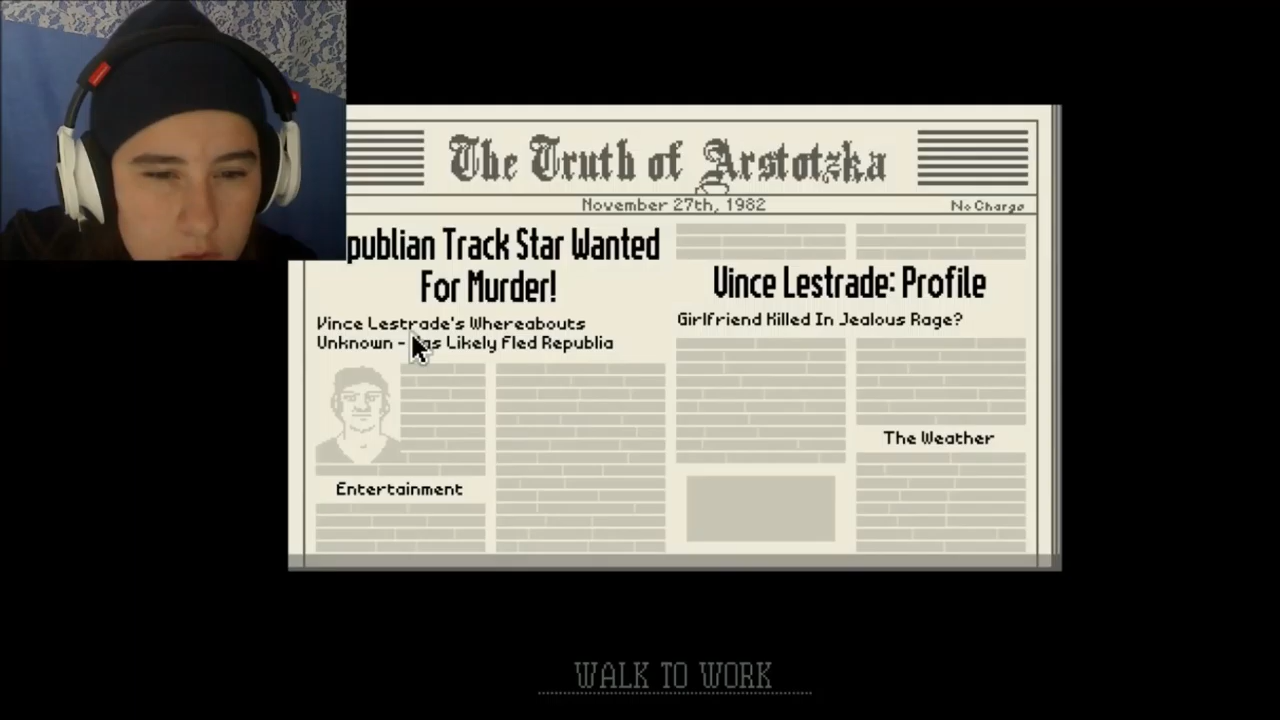 The Truth of Arstotzka
November 27th, 1982
No Charge
publian Track Star Wanted
For Murder!
Vince Lestrade's Whereabouts
Unknown - as Likely Fled Republia
Entertainment
Vince Lestrade: Profile
Girlfriend Killed In Jealous Rage?
The Weather
WALK TO WORK